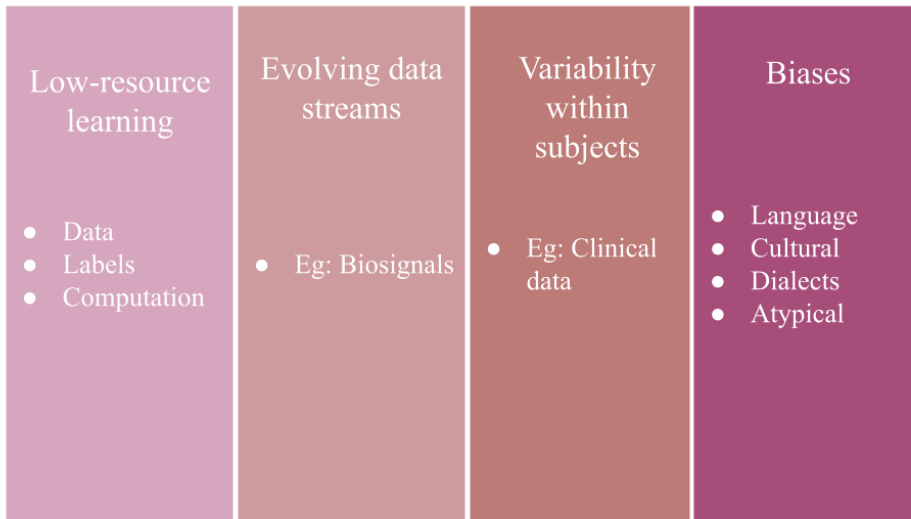 Low-resource
learning
● Data
● Labels
● Computation
Evolving data
streams
● Eg: Biosignals
Variability
within
subjects
● Eg: Clinical
data
Biases
● Language
● Cultural
● Dialects
● Atypical